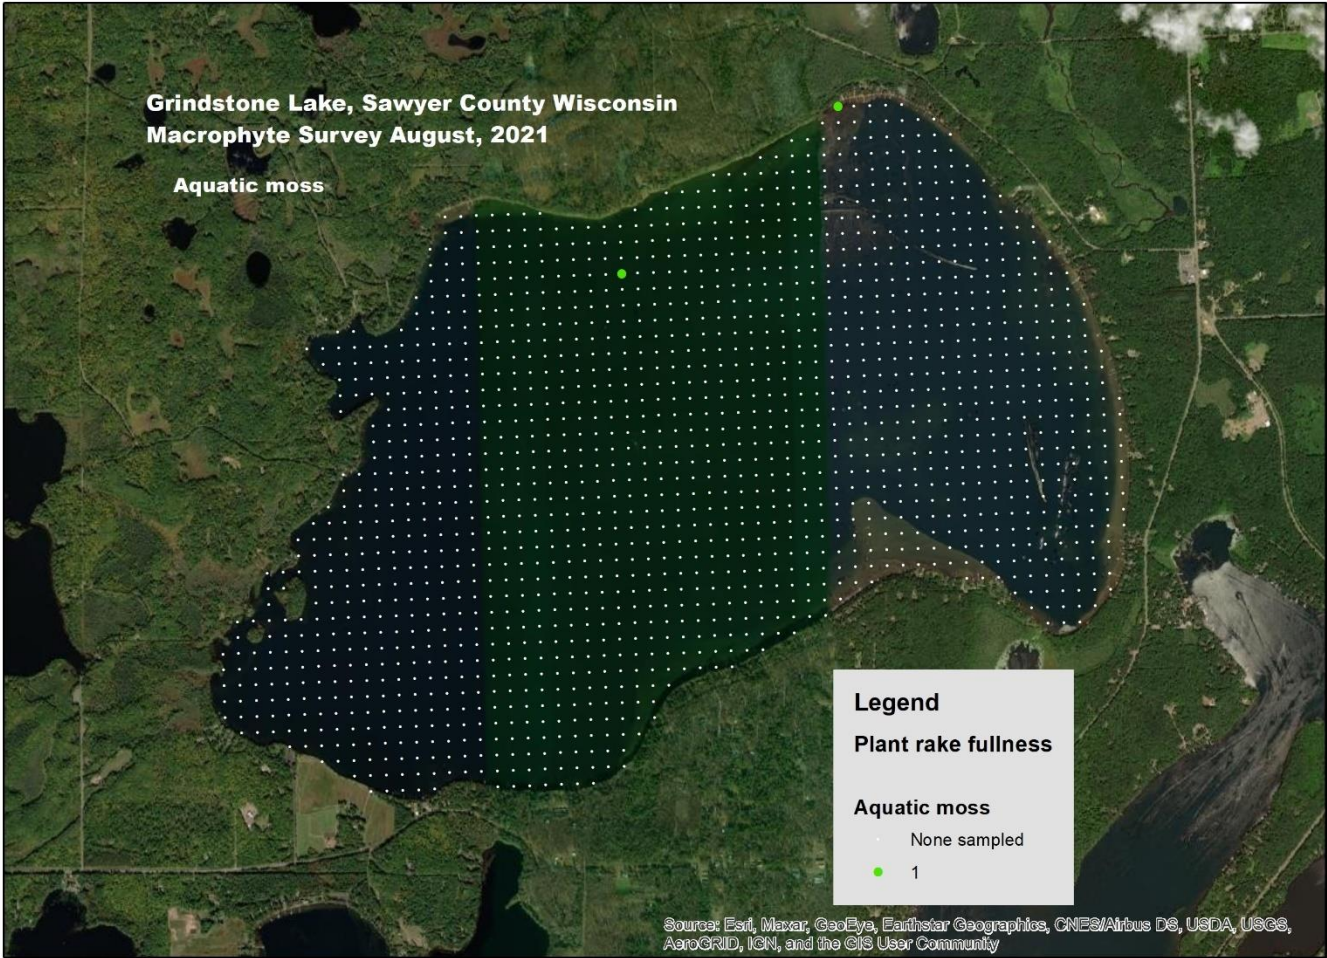 Grindstone Lake, Sawyer County Wisconsin
Macrophyte Survey August, 2021
Aquatic moss
Legend
Plant rake fullness
Aquatic moss
None sampled
1
Source: Esri, Maxar, GeoEye, Earthstar Geographics, CNES/Airbus DS, USDA, USGS,
AeroGRID, IGN, and the GIS User Community